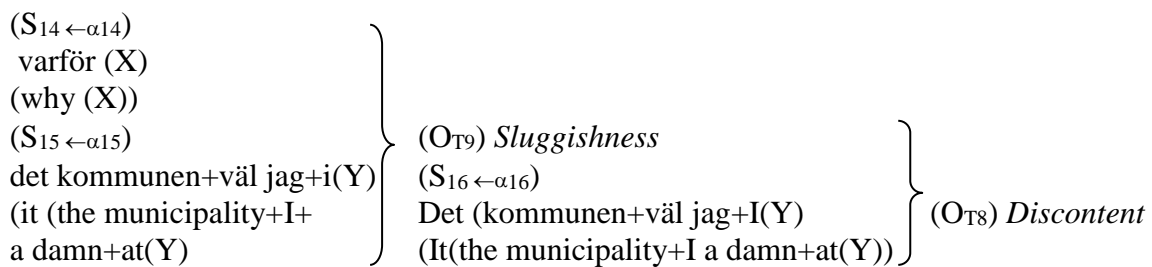 (S14 ←α14)
varför (X)
(why (X))
(S15 ←α15) (OT9) Sluggishness
det kommunen+väl jag+i(Y) (S16 ←α16)
(it (the municipality+I+ Det (kommunen+väl jag+I(Y) (OT8) Discontent
a damn+at(Y) (It(the municipality+I a damn+at(Y))